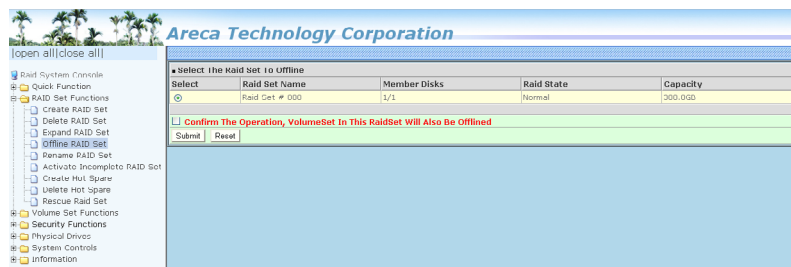 Areca Technology Corporation
|open all|close all|
Raid System Console
Quick Function
RAID Set Functions
Create RAID Set
Delete RAID Set
Expand RAID Set
Offline RAID Set
Rename RAID Set
Activate Incomplete RAID Set
Create Hot Spare
Delete Hot Spare
Rescue Raid Set
Volume Set Functions
Security Functions
Physical Drives
System Controls
Information
Select The Raid Set To Offline
Select Raid Set Name Member Disks Raid State Capacity
Raid Set # 000 1/1 Normal 300.0GB
Confirm The Operation, VolumeSet In This RaidSet Will Also Be Offlined
Submit Reset